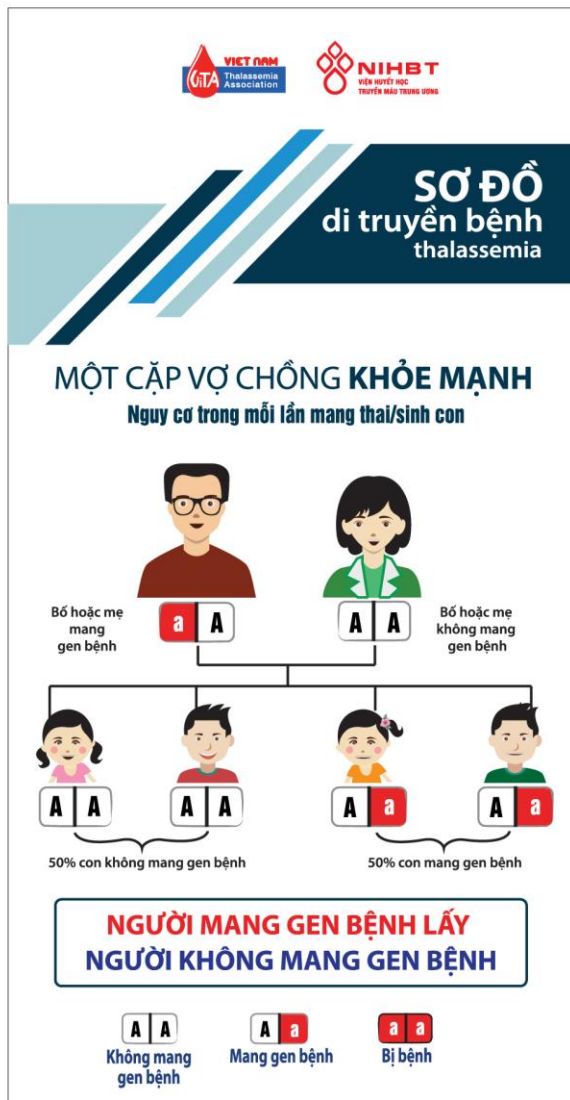 VIỆT NAM
ViTA
Thalassemia
Association
NIHBT
VIỆN HUYẾT HỌC
TRUYỀN MÁU TRUNG ƯƠNG
SƠ ĐỒ
di truyền bệnh
thalassemia
MỘT CẶP VỢ CHỒNG KHỎE MẠNH
Nguy cơ trong mỗi lần mang thai/sinh con
Bố hoặc mẹ
mang
gen bệnh
a A
A A
Bố hoặc mẹ
không mang
gen bệnh
A A
A A
A a
A a
50% con không mang gen bệnh
50% con mang gen bệnh
NGƯỜI MANG GEN BỆNH LẤY
NGƯỜI KHÔNG MANG GEN BỆNH
A A
Không mang
gen bệnh
A a
Mang gen bệnh
a a
Bị bệnh